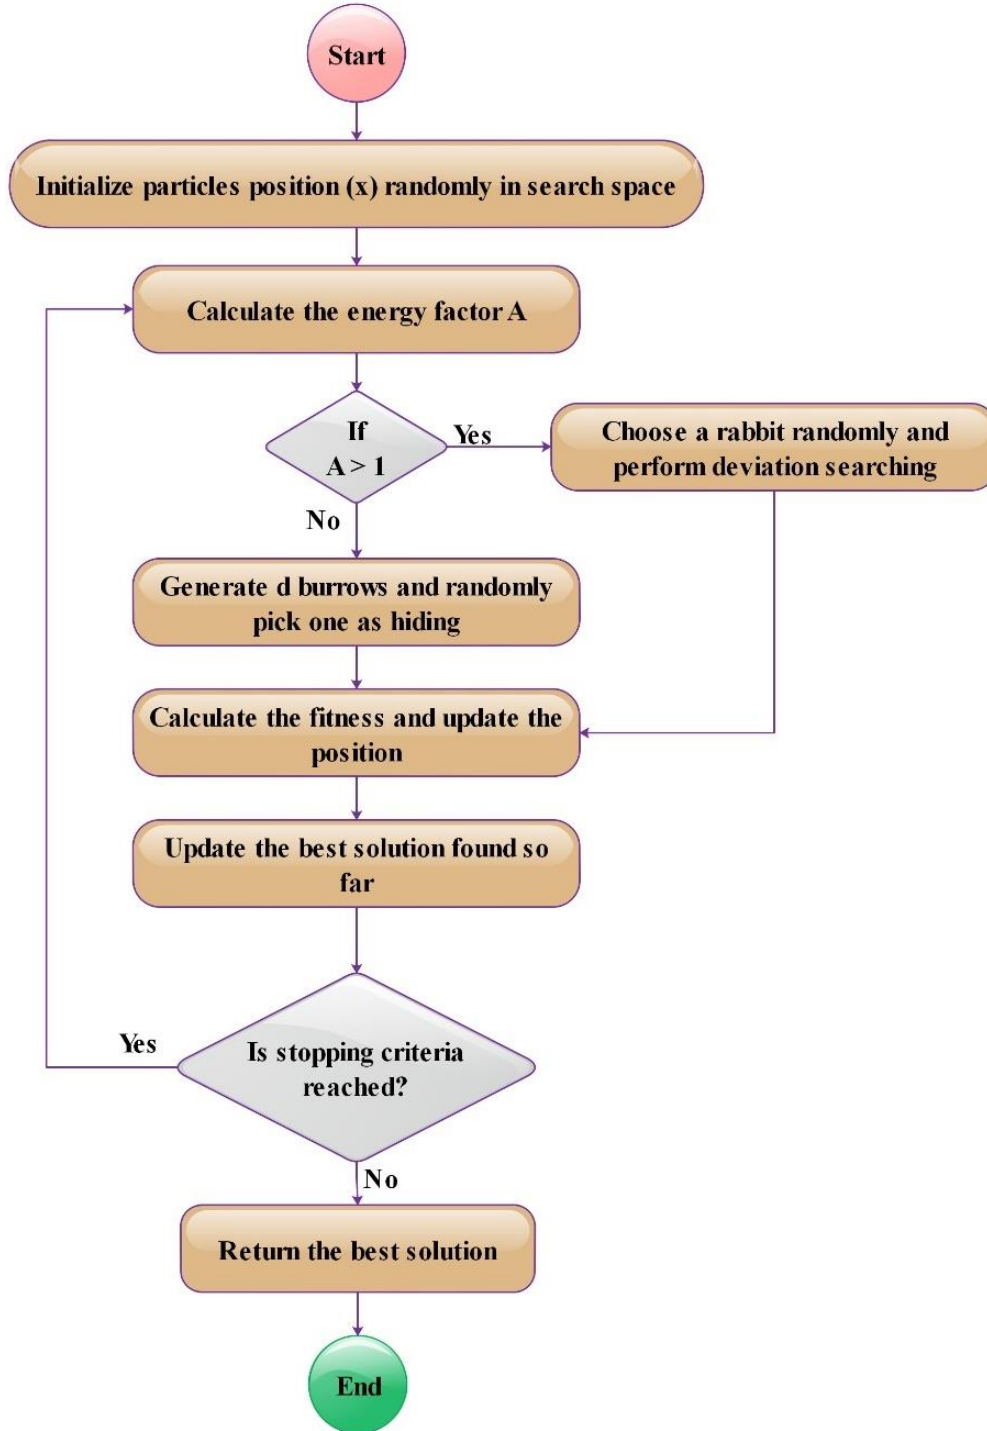 Start
Initialize particles position (x) randomly in search space
Calculate the energy factor A
If
A > 1
Yes
Choose a rabbit randomly and
perform deviation searching
No
Generate d burrows and randomly
pick one as hiding
Calculate the fitness and update the
position
Update the best solution found so
far
Yes
Is stopping criteria
reached?
No
Return the best solution
End